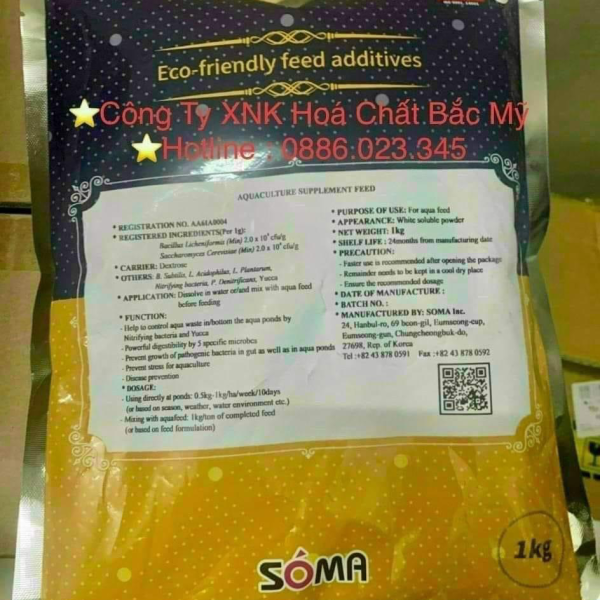 Eco-friendly feed additives
⭐Công Ty XNK Hoá Chất Bắc Mỹ
⭐Hotline : 0886.023.345
AQUACULTURE SUPPLEMENT FEED
* REGISTRATION NO. AA61A0004
* REGISTERED INGREDIENTS(Per 1g):
Bacillus Licheniformis (Min) 2.0 x 10⁴ cfu/g
Saccharomyces Cerevisiae (Min) 2.0 x 10⁴ cfu/g
* CARRIER: Dextrose
* OTHERS: B. Subtilis, L. Acidophilus, L. Plantarum,
Nitrifying bacteria, P. Denitrificans, Yucca
* APPLICATION: Dissolve in water or/and mix with aqua feed
before feeding
* FUNCTION:
- Help to control aqua waste in/bottom the aqua ponds by
Nitrifying bacteria and Yucca
- Powerful digestibility by 5 specific microbes
- Prevent growth of pathogenic bacteria in gut as well as in aqua ponds
- Prevent stress for aquaculture
- Disease prevention
* DOSAGE:
- Using directly at ponds: 0.5kg-1kg/ha/week/10days
(or based on season, weather, water environment etc.)
- Mixing with aquafeed: 1kg/ton of completed feed
(or based on feed formulation)
* PURPOSE OF USE: For aqua feed
* APPEARANCE: White soluble powder
* NET WEIGHT: 1kg
* SHELF LIFE : 24months from manufacturing date
* PRECAUTION:
- Faster use is recommended after opening the package
- Remainder needs to be kept in a cool dry place
- Ensure the recommended dosage
* DATE OF MANUFACTURE :
* BATCH NO. :
* MANUFACTURED BY: SOMA Inc.
24, Hanbul-ro, 69 beon-gil, Eumseong-eup,
Eumseong-gun, Chungcheongbuk-do,
27698, Rep. of Korea
Tel :+82 43 878 0591 Fax :+82 43 878 0592
1kg
SÓMA